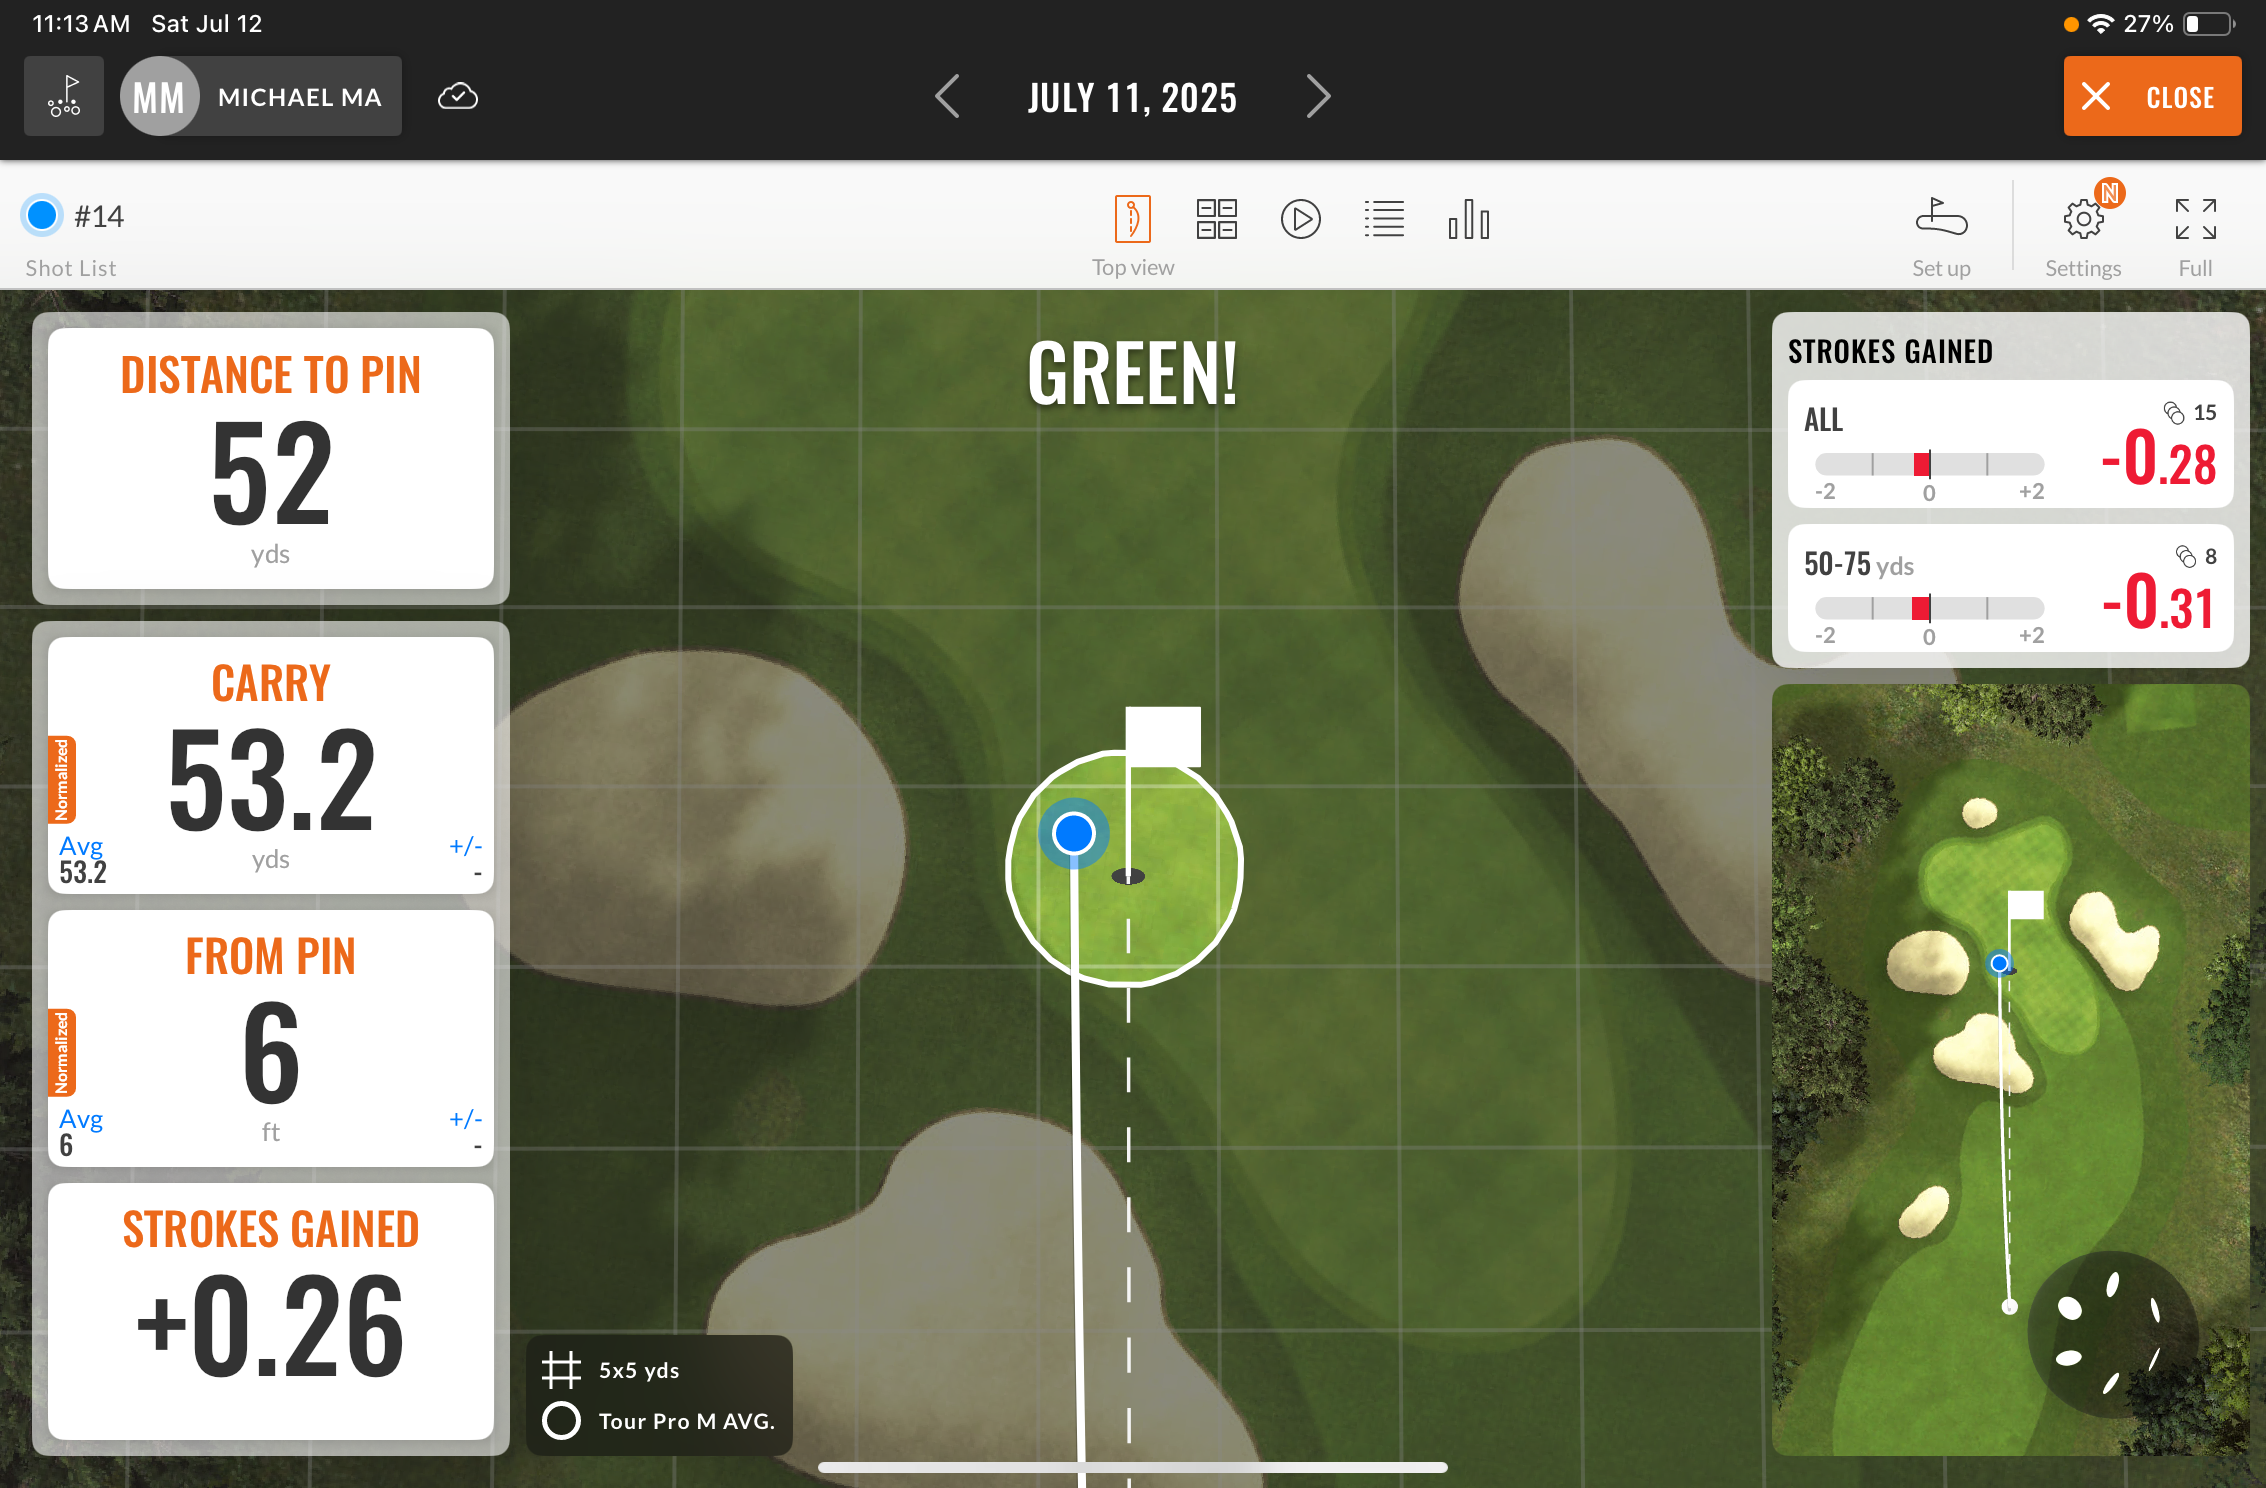 11:13 AM Sat Jul 12
27%
MM MICHAEL MA
JULY 11, 2025
CLOSE
#14
Shot List
Top view
Set up
N
Settings
Full
GREEN!
DISTANCE TO PIN
52
yds
CARRY
Normalized
53.2
Avg
53.2
yds
+/-
-
FROM PIN
Normalized
6
Avg
6
ft
+/-
-
STROKES GAINED
+0.26
5x5 yds
Tour Pro M AVG.
STROKES GAINED
ALL
15
-0.28
-2 0 +2
50-75 yds
8
-0.31
-2 0 +2